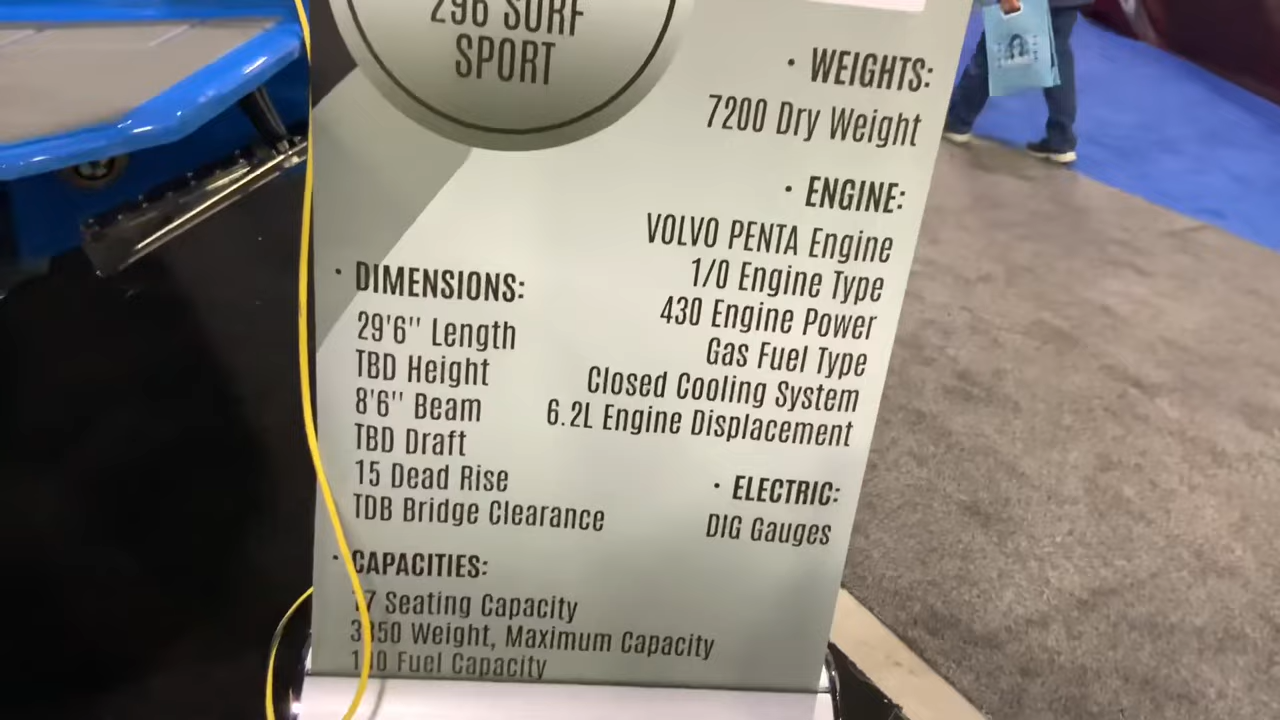 296 SURF
SPORT
· WEIGHTS:
7200 Dry Weight
· ENGINE:
VOLVO PENTA Engine
1/0 Engine Type
430 Engine Power
Gas Fuel Type
Closed Cooling System
6.2L Engine Displacement
· ELECTRIC:
DIG Gauges
· DIMENSIONS:
29'6" Length
TBD Height
8'6" Beam
TBD Draft
15 Dead Rise
TDB Bridge Clearance
· CAPACITIES:
Seating Capacity
Weight, Maximum Capacity
Fuel Capacity